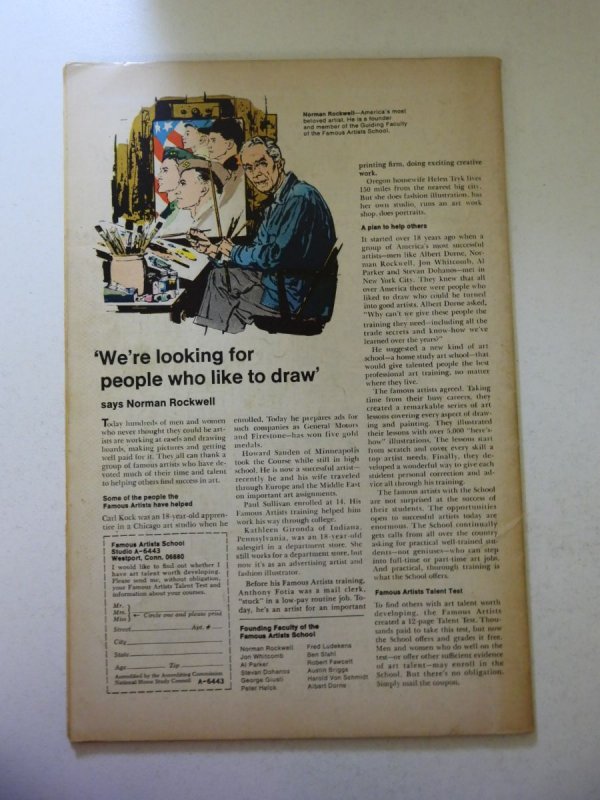 Norman Rockwell—America's most
beloved artist. He is a founder
and member of the Guiding Faculty
of the Famous Artists School.
'We're looking for
people who like to draw'
says Norman Rockwell
Today hundreds of men and women
who never thought they could be art-
ists are working at easels and drawing
boards, making pictures and getting
well paid for it. They all can thank a
group of famous artists who have de-
voted much of their time and talent
to helping others find success in art.
Some of the people the
Famous Artists have helped
Carl Kock was an 18-year-old appren-
tice in a Chicago art studio when he
enrolled. Today he prepares ads for
such companies as General Motors
and Firestone—has won five gold
medals.
Howard Sanden of Minneapolis
took the Course while still in high
school. He is now a successful artist—
recently he and his wife traveled
through Europe and the Middle East
on important art assignments.
Paul Sullivan enrolled at 14. His
Famous Artists training helped him
work his way through college.
Kathleen Gironda of Indiana,
Pennsylvania, was an 18-year-old
salesgirl in a department store. She
still works for a department store, but
now it's as an advertising artist and
fashion illustrator.
Before his Famous Artists training,
Anthony Fotia was a mail clerk,
"stuck" in a low-pay routine job. To-
day, he's an artist for an important
printing firm, doing exciting creative
work.
Oregon housewife Helen Trek lives
150 miles from the nearest big city.
But she does fashion illustration, has
her own studio, runs an art work
shop, does portraits.
A plan to help others
It started over 18 years ago when a
group of America's most successful
artists—men like Albert Dorne, Nor-
man Rockwell, Jon Whitcomb, Al
Parker and Stevan Dohanos—met in
New York City. They knew that all
over America there were people who
liked to draw who could be turned
into good artists. Albert Dorne asked,
"Why can't we give these people the
training they need—including all the
trade secrets and know-how we've
learned over the years?"
He suggested a new kind of art
school—a home study art school—that
would give talented people the best
professional art training, no matter
where they live.
The famous artists agreed. Taking
time from their busy careers, they
created a remarkable series of art
lessons covering every aspect of draw-
ing and painting. They illustrated
their lessons with over 5,000 "here's
how" illustrations. The lessons start
from scratch and cover every skill a
top artist needs. Finally, they de-
veloped a wonderful way to give each
student personal correction and ad-
vice all through his training.
The famous artists with the School
are not surprised at the success of
their students. The opportunities
open to successful artists today are
enormous. The School continually
gets calls from all over the country
asking for practical well-trained stu-
dents—not geniuses—who can step
into full-time or part-time art jobs.
And practical, thorough training is
what the School offers.
Famous Artists Talent Test
To find others with art talent worth
developing, the Famous Artists
created a 12-page Talent Test. Thou-
sands paid to take this test, but now
the School offers and grades it free.
Men and women who do well on the
test—or offer other sufficient evidence
of art talent—may enroll in the
School. But there's no obligation.
Simply mail the coupon.
Famous Artists School
Studio A-6443
Westport, Conn. 06880
I would like to find out whether I
have art talent worth developing.
Please send me, without obligation,
your Famous Artists Talent Test and
information about your courses.
Mr.
Mrs. ← Circle one and please print
Miss
Street Apt. #
City
State
Age Zip
Accredited by the Accrediting Commission
National Home Study Council A-6443
Founding Faculty of the
Famous Artists School
Norman Rockwell
Jon Whitcomb
Al Parker
Stevan Dohanos
George Giusti
Peter Helck
Fred Ludekens
Ben Stahl
Robert Fawcett
Austin Briggs
Harold Von Schmidt
Albert Dorne